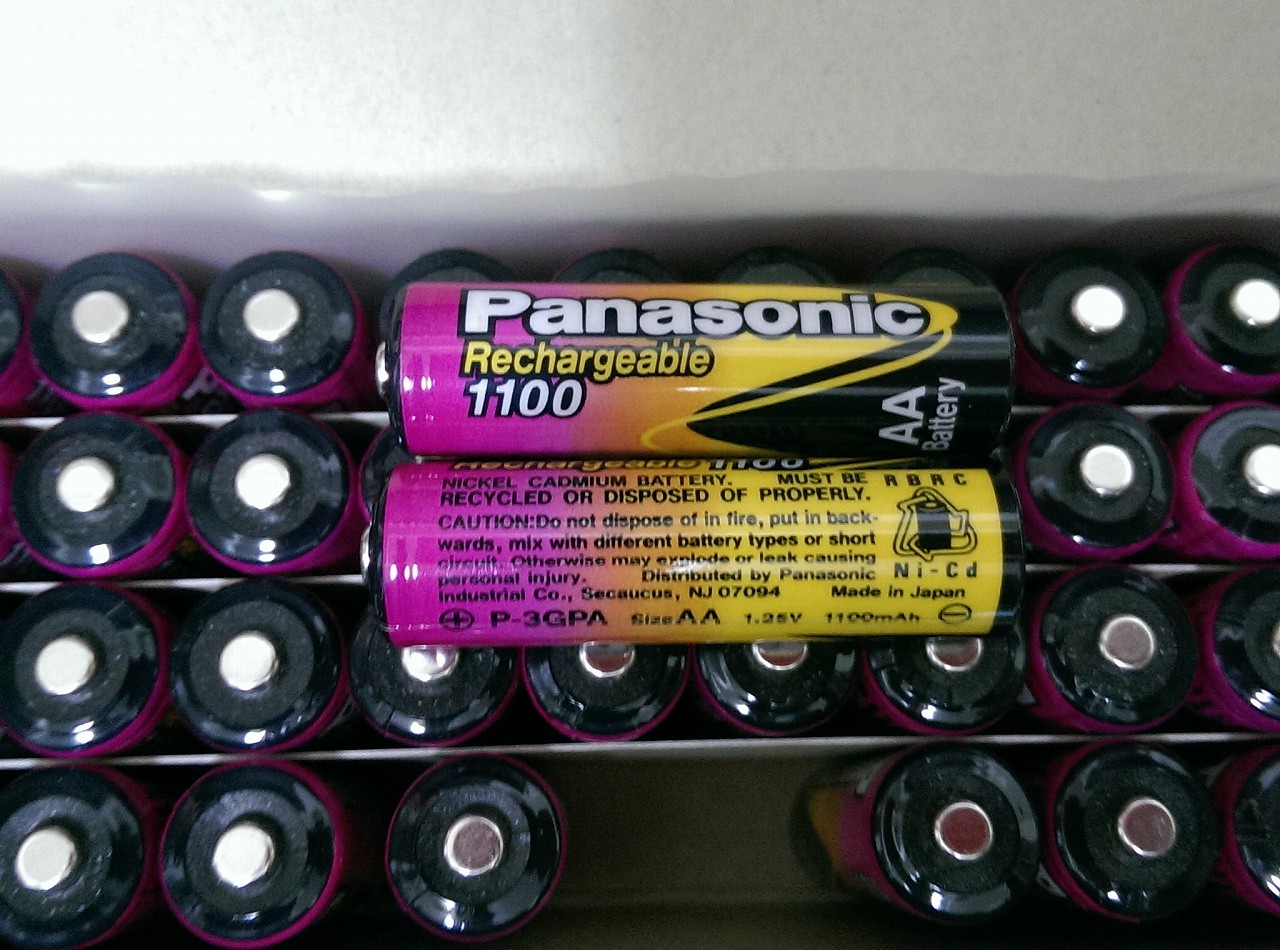 Panasonic
Rechargeable
1100
AA
Battery
Rechargeable 1100
NICKEL CADMIUM BATTERY. MUST BE
RECYCLED OR DISPOSED OF PROPERLY.
CAUTION:Do not dispose of in fire, put in back-
wards, mix with different battery types or short
circuit. Otherwise may explode or leak causing
personal injury. Distributed by Panasonic
Industrial Co., Secaucus, NJ 07094 Made in Japan
R B R C
Ni-Cd
P-3GPA Size AA 1.25V 1100mAh